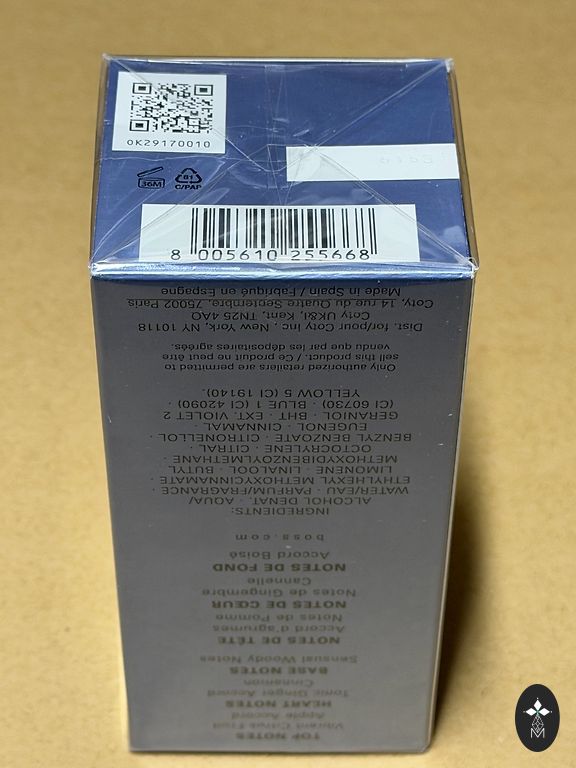 0K29170010
36M
81
C/PAP
8 005610 255668
TOP NOTES
Vibrant Citrus Fruit
Apple Accord
HEART NOTES
Tonic Ginger Accord
Cinnamon
BASE NOTES
Sensual Woody Notes
NOTES DE TÊTE
Accord d'agrumes
Notes de Pomme
NOTES DE CŒUR
Notes de Gingembre
Cannelle
NOTES DE FOND
Accord Boisé
boss.com
INGREDIENTS:
ALCOHOL DENAT. · AQUA/
WATER/EAU · PARFUM/FRAGRANCE ·
ETHYLHEXYL METHOXYCINNAMATE ·
LIMONENE · LINALOOL · BUTYL
METHOXYDIBENZOYLMETHANE ·
OCTOCRYLENE · CITRAL ·
BENZYL BENZOATE · CITRONELLOL ·
EUGENOL · CINNAMAL ·
GERANIOL · BHT · EXT. VIOLET 2
(CI 60730) · BLUE 1 (CI 42090) ·
YELLOW 5 (CI 19140).
Only authorized retailers are permitted to
sell this product. / Ce produit ne peut être
vendu que par les dépositaires agréés.
Dist. for/pour Coty Inc., New York, NY 10118
Coty UK&I, Kent, TN25 4AQ
Coty, 14 rue du Quatre Septembre, 75002 Paris
Made in Spain / Fabriqué en Espagne
M